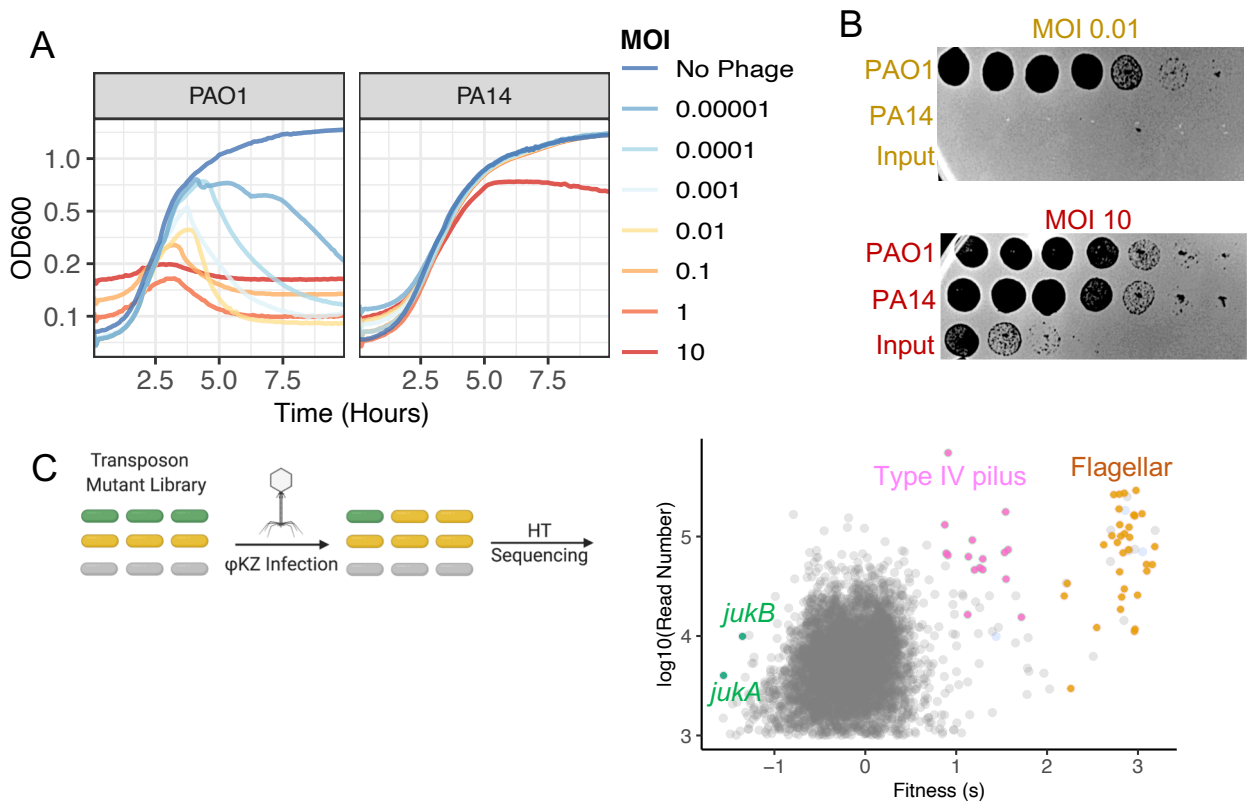 A
PAO1
PA14
1.0
0.5
0.2
0.1
OD600
2.5
5.0
7.5
2.5
5.0
7.5
Time (Hours)
MOI
No Phage
0.00001
0.0001
0.001
0.01
0.1
1
10
B
MOI 0.01
PAO1
PA14
Input
MOI 10
PAO1
PA14
Input
C
Transposon
Mutant Library
φKZ Infection
HT
Sequencing
Type IV pilus
Flagellar
jukB
jukA
log10(Read Number)
5
4
3
−1
0
1
2
3
Fitness (s)